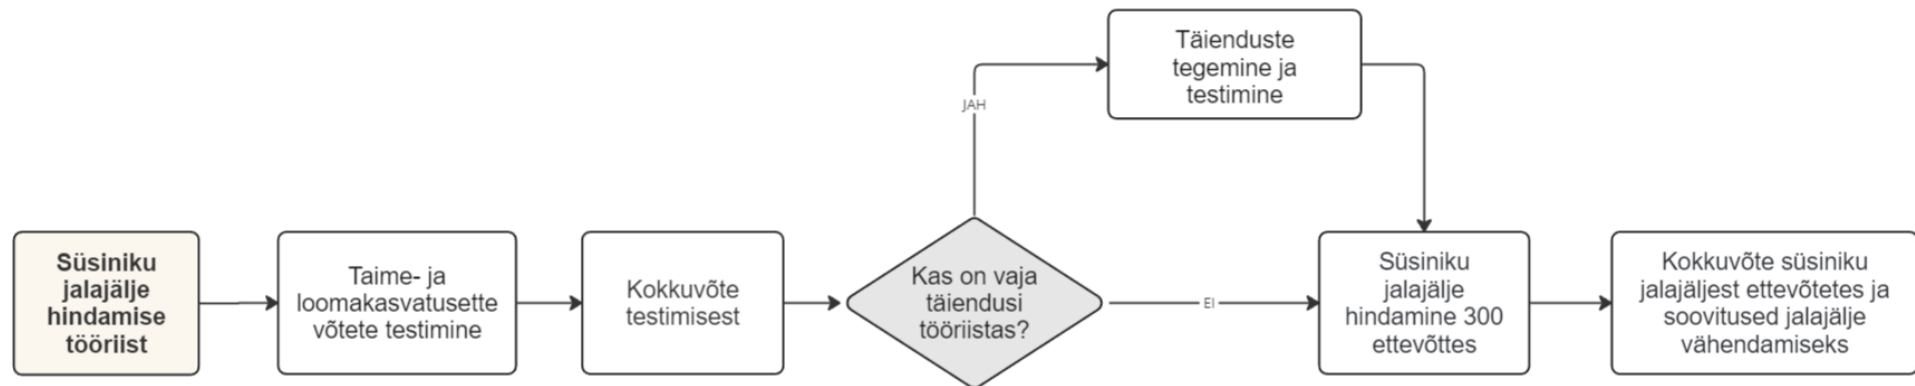 Süsiniku
jalajälje
hindamise
tööriist
Taime- ja
loomakasvatusette
võtete testimine
Kokkuvõte
testimisest
Kas on vaja
täiendusi
tööriistas?
JAH
Täienduste
tegemine ja
testimine
EI
Süsiniku
jalajälje
hindamine 300
ettevõttes
Kokkuvõte süsiniku
jalajäljest ettevõtetes ja
soovitused jalajälje
vähendamiseks